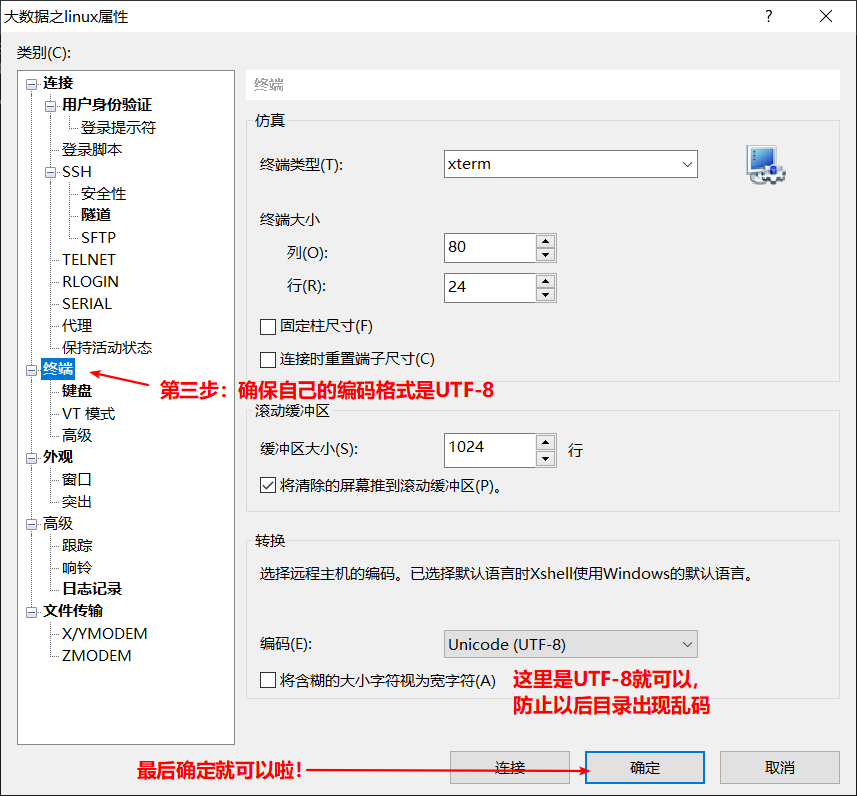 大数据之linux属性
?
类别(C):
连接
用户身份验证
登录提示符
登录脚本
SSH
安全性
隧道
SFTP
TELNET
RLOGIN
SERIAL
代理
保持活动状态
终端
键盘
VT 模式
高级
外观
窗口
突出
高级
跟踪
响铃
日志记录
文件传输
X/YMODEM
ZMODEM
终端
仿真
终端类型(T):
xterm
终端大小
列(O):
80
行(R):
24
固定柱尺寸(F)
连接时重置端子尺寸(C)
第三步：确保自己的编码格式是UTF-8
滚动缓冲区
缓冲区大小(S):
1024
行
将清除的屏幕推到滚动缓冲区(P)。
转换
选择远程主机的编码。已选择默认语言时Xshell使用Windows的默认语言。
编码(E):
Unicode (UTF-8)
将含糊的大小字符视为宽字符(A)
这里是UTF-8就可以，
防止以后目录出现乱码
最后确定就可以啦！
连接
确定
取消